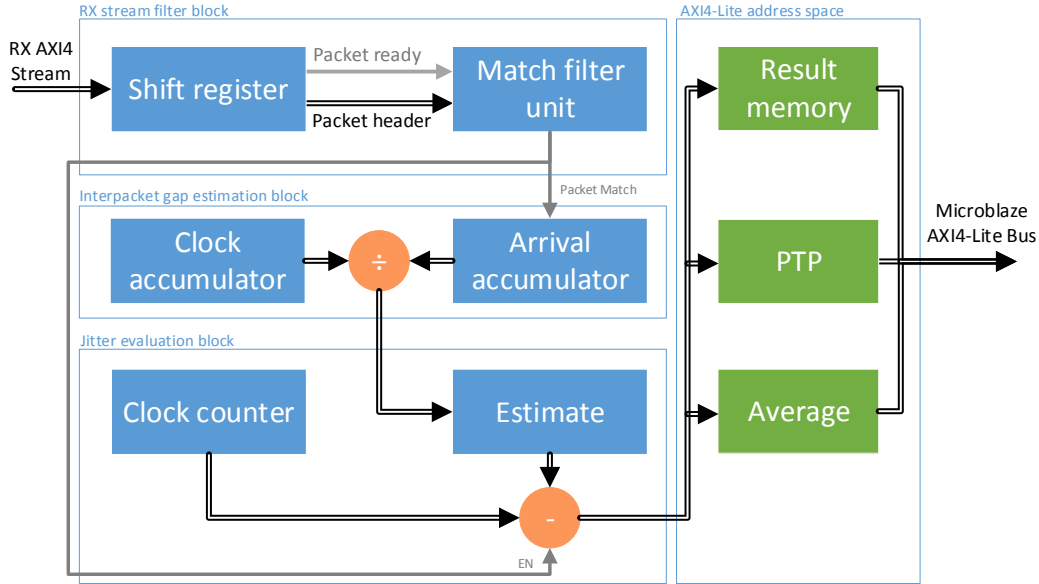 RX stream filter block
AXI4-Lite address space
RX AXI4
Stream
Shift register
Packet ready
Packet header
Match filter
unit
Result
memory
Packet Match
Interpacket gap estimation block
Clock
accumulator
÷
Arrival
accumulator
PTP
Microblaze
AXI4-Lite Bus
Jitter evaluation block
Clock counter
Estimate
Average
-
EN